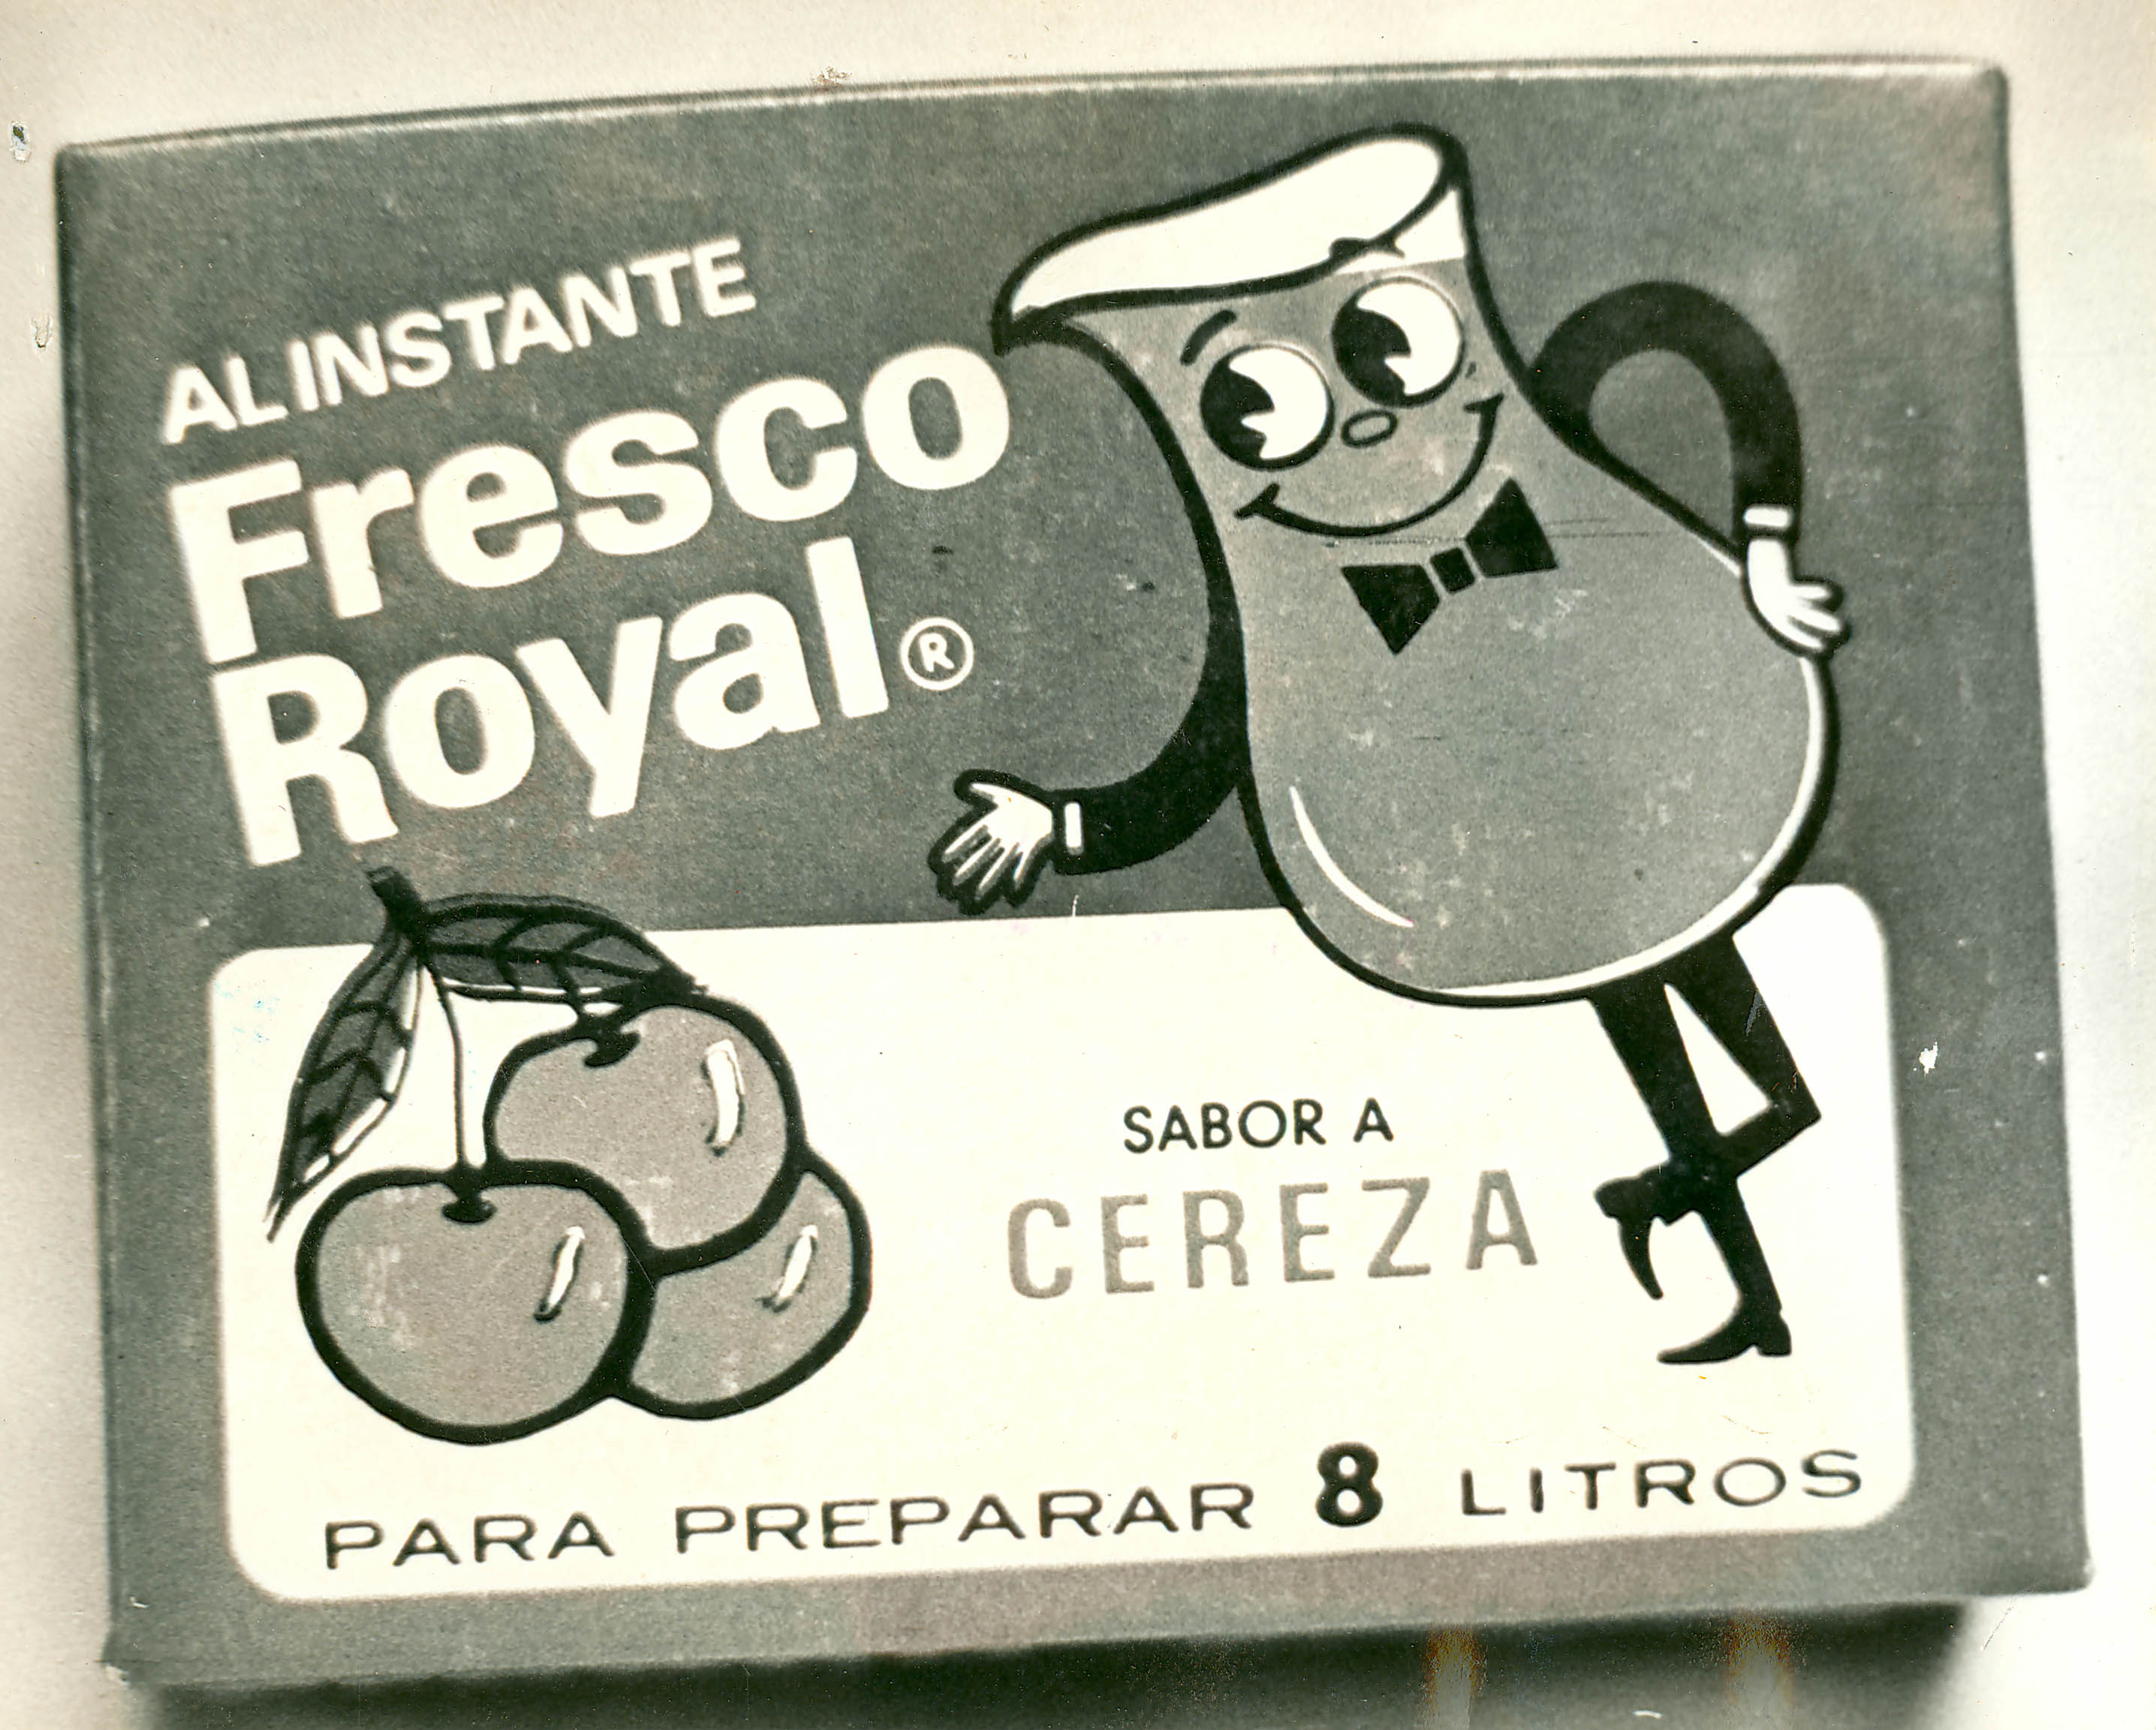 AL INSTANTE
Fresco
Royal®
SABOR A
CEREZA
PARA PREPARAR 8 LITROS